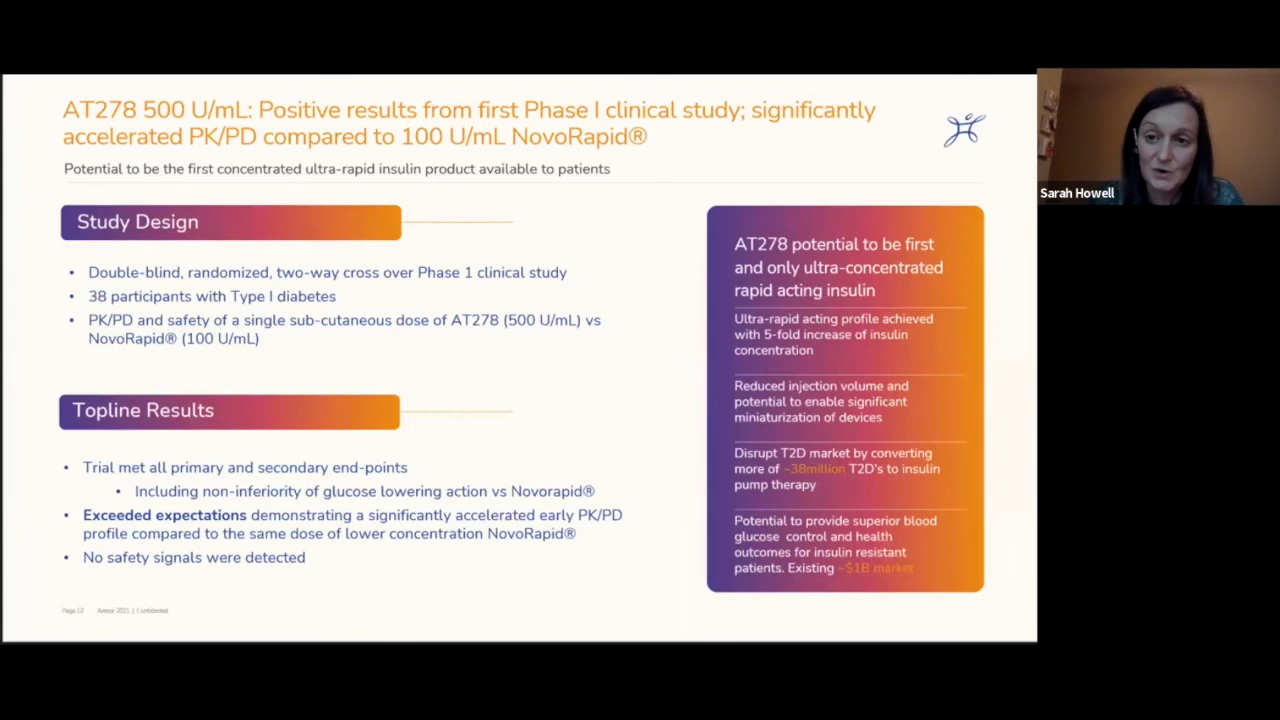 AT278 500 U/mL: Positive results from first Phase I clinical study; significantly
accelerated PK/PD compared to 100 U/mL NovoRapid®
Potential to be the first concentrated ultra-rapid insulin product available to patients
Study Design
• Double-blind, randomized, two-way cross over Phase 1 clinical study
• 38 participants with Type I diabetes
• PK/PD and safety of a single sub-cutaneous dose of AT278 (500 U/mL) vs
NovoRapid® (100 U/mL)
Topline Results
• Trial met all primary and secondary end-points
• Including non-inferiority of glucose lowering action vs Novorapid®
• Exceeded expectations demonstrating a significantly accelerated early PK/PD
profile compared to the same dose of lower concentration NovoRapid®
• No safety signals were detected
AT278 potential to be first
and only ultra-concentrated
rapid acting insulin
Ultra-rapid acting profile achieved
with 5-fold increase of insulin
concentration
Reduced injection volume and
potential to enable significant
miniaturization of devices
Disrupt T2D market by converting
more of ~38million T2D's to insulin
pump therapy
Potential to provide superior blood
glucose control and health
outcomes for insulin resistant
patients. Existing ~$1B market
Page 12 Arecor 2021 | Confidential
Sarah Howell